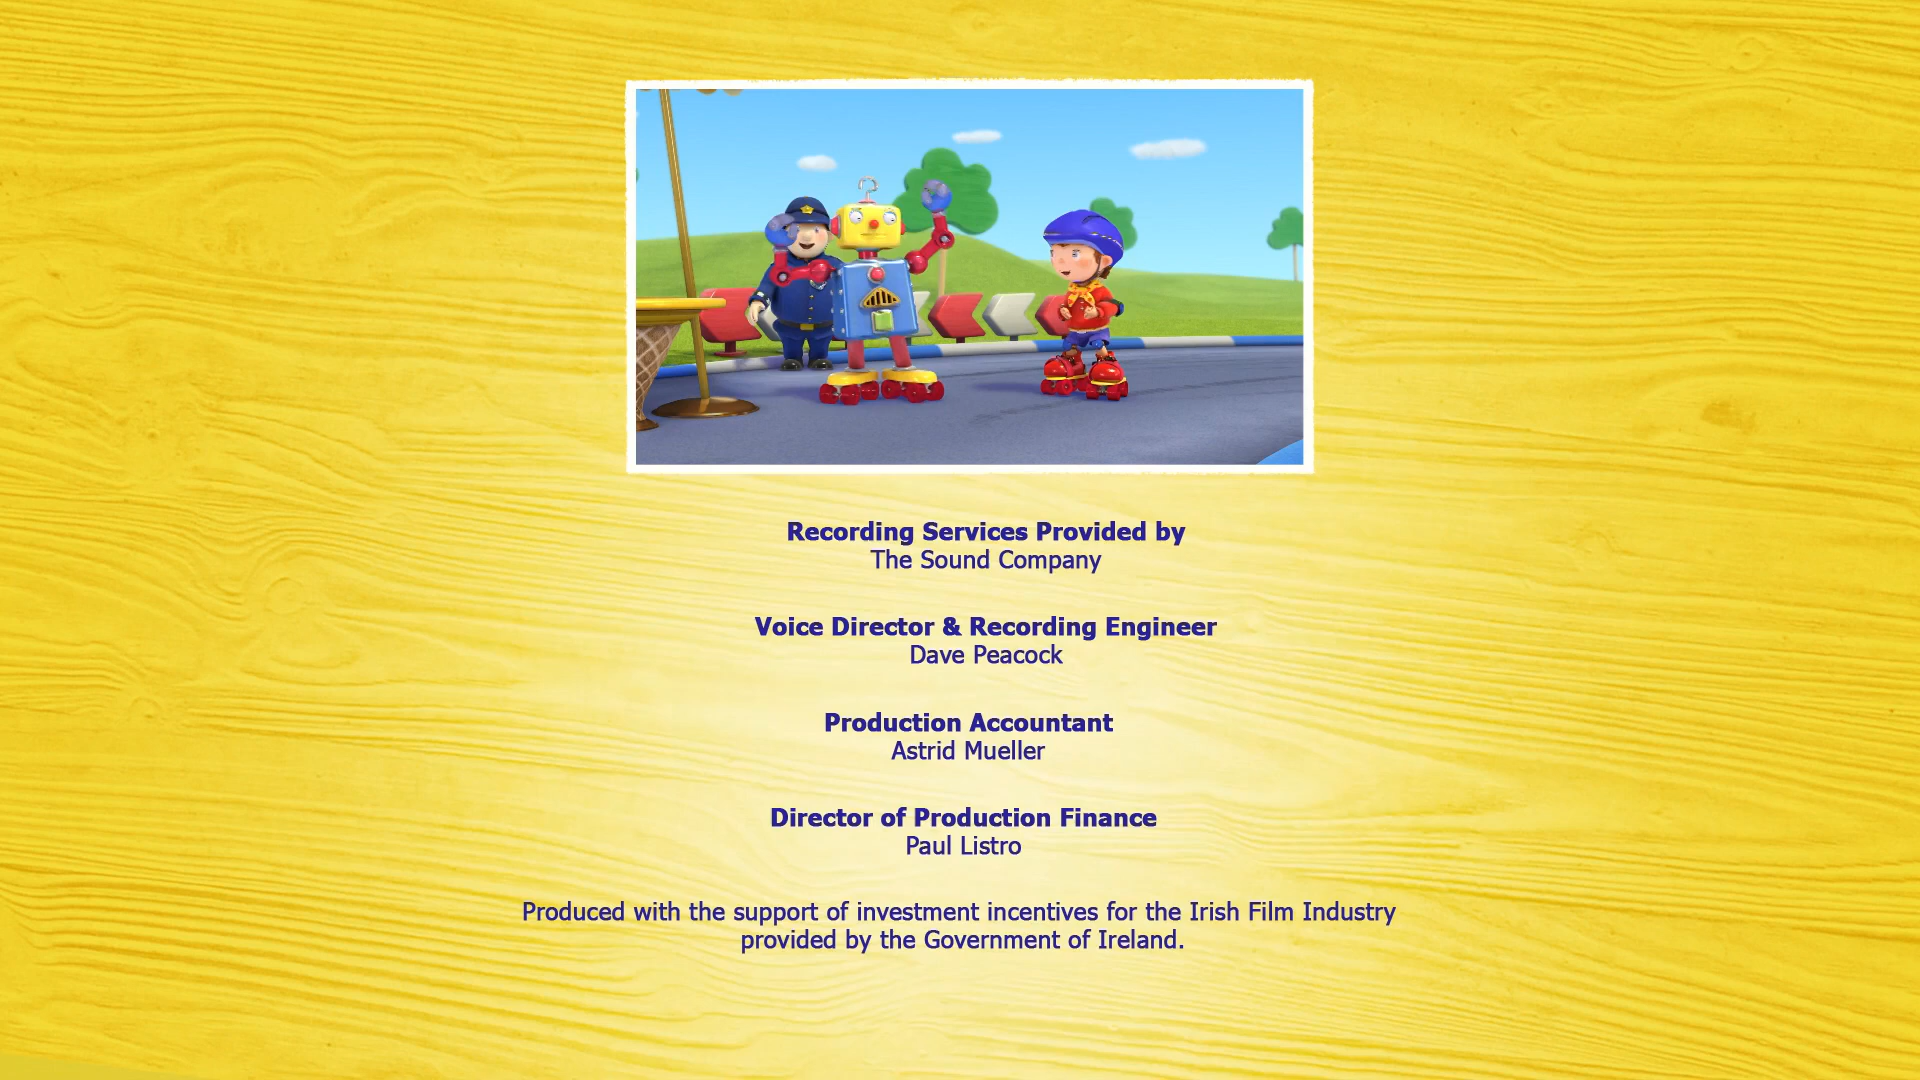 Recording Services Provided by
The Sound Company
Voice Director & Recording Engineer
Dave Peacock
Production Accountant
Astrid Mueller
Director of Production Finance
Paul Listro
Produced with the support of investment incentives for the Irish Film Industry
provided by the Government of Ireland.